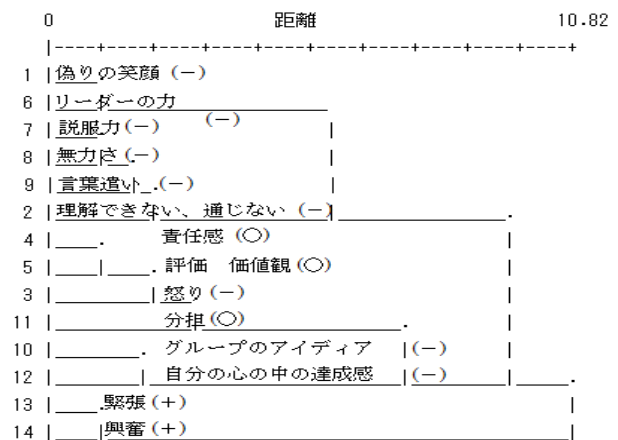 0 距離 10.82
|----+----+----+----+----+----+----+----+----+----+
1 |偽りの笑顔 (－)
6 |リーダーの力
7 |説服力(－) (－) |
8 |無力さ(－) |
9 |言葉遣い (－) |
2 |理解できない、通じない (－)
4 | 責任感 (○) |
5 | 評価 価値観(○) |
3 | 怒り(－) |
11 | 分担(○) |
10 | グループのアイディア |(－) |
12 | 自分の心の中の達成感 |(－) |
13 | 緊張(＋) |
14 | 興奮(＋) |